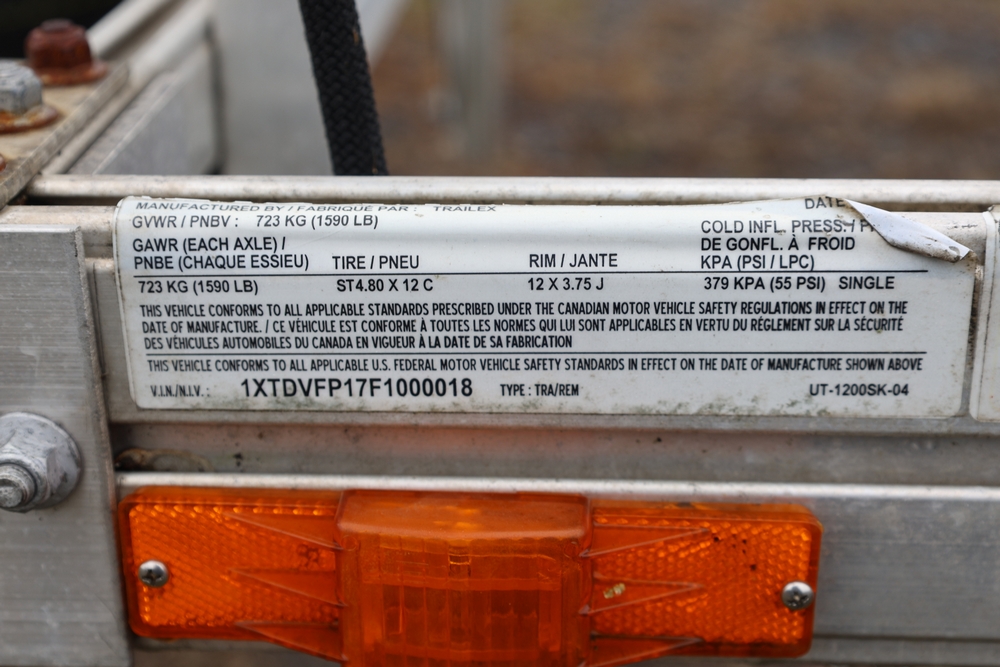 MANUFACTURED BY / FABRIQUE PAR : TRAILEX DATE
GVWR / PNBV : 723 KG (1590 LB)
COLD INFL. PRESS. /
GAWR (EACH AXLE) / DE GONFL. À FROID
PNBE (CHAQUE ESSIEU) TIRE / PNEU RIM / JANTE KPA (PSI / LPC)
723 KG (1590 LB) ST4.80 X 12 C 12 X 3.75 J 379 KPA (55 PSI) SINGLE
THIS VEHICLE CONFORMS TO ALL APPLICABLE STANDARDS PRESCRIBED UNDER THE CANADIAN MOTOR VEHICLE SAFETY REGULATIONS IN EFFECT ON THE
DATE OF MANUFACTURE. / CE VÉHICULE EST CONFORME À TOUTES LES NORMES QUI LUI SONT APPLICABLES EN VERTU DU RÉGLEMENT SUR LA SÉCURITÉ
DES VÉHICULES AUTOMOBILES DU CANADA EN VIGUEUR À LA DATE DE SA FABRICATION
THIS VEHICLE CONFORMS TO ALL APPLICABLE U.S. FEDERAL MOTOR VEHICLE SAFETY STANDARDS IN EFFECT ON THE DATE OF MANUFACTURE SHOWN ABOVE
V.I.N./N.I.V. : 1XTDVFP17F1000018 TYPE : TRA/REM UT-1200SK-04